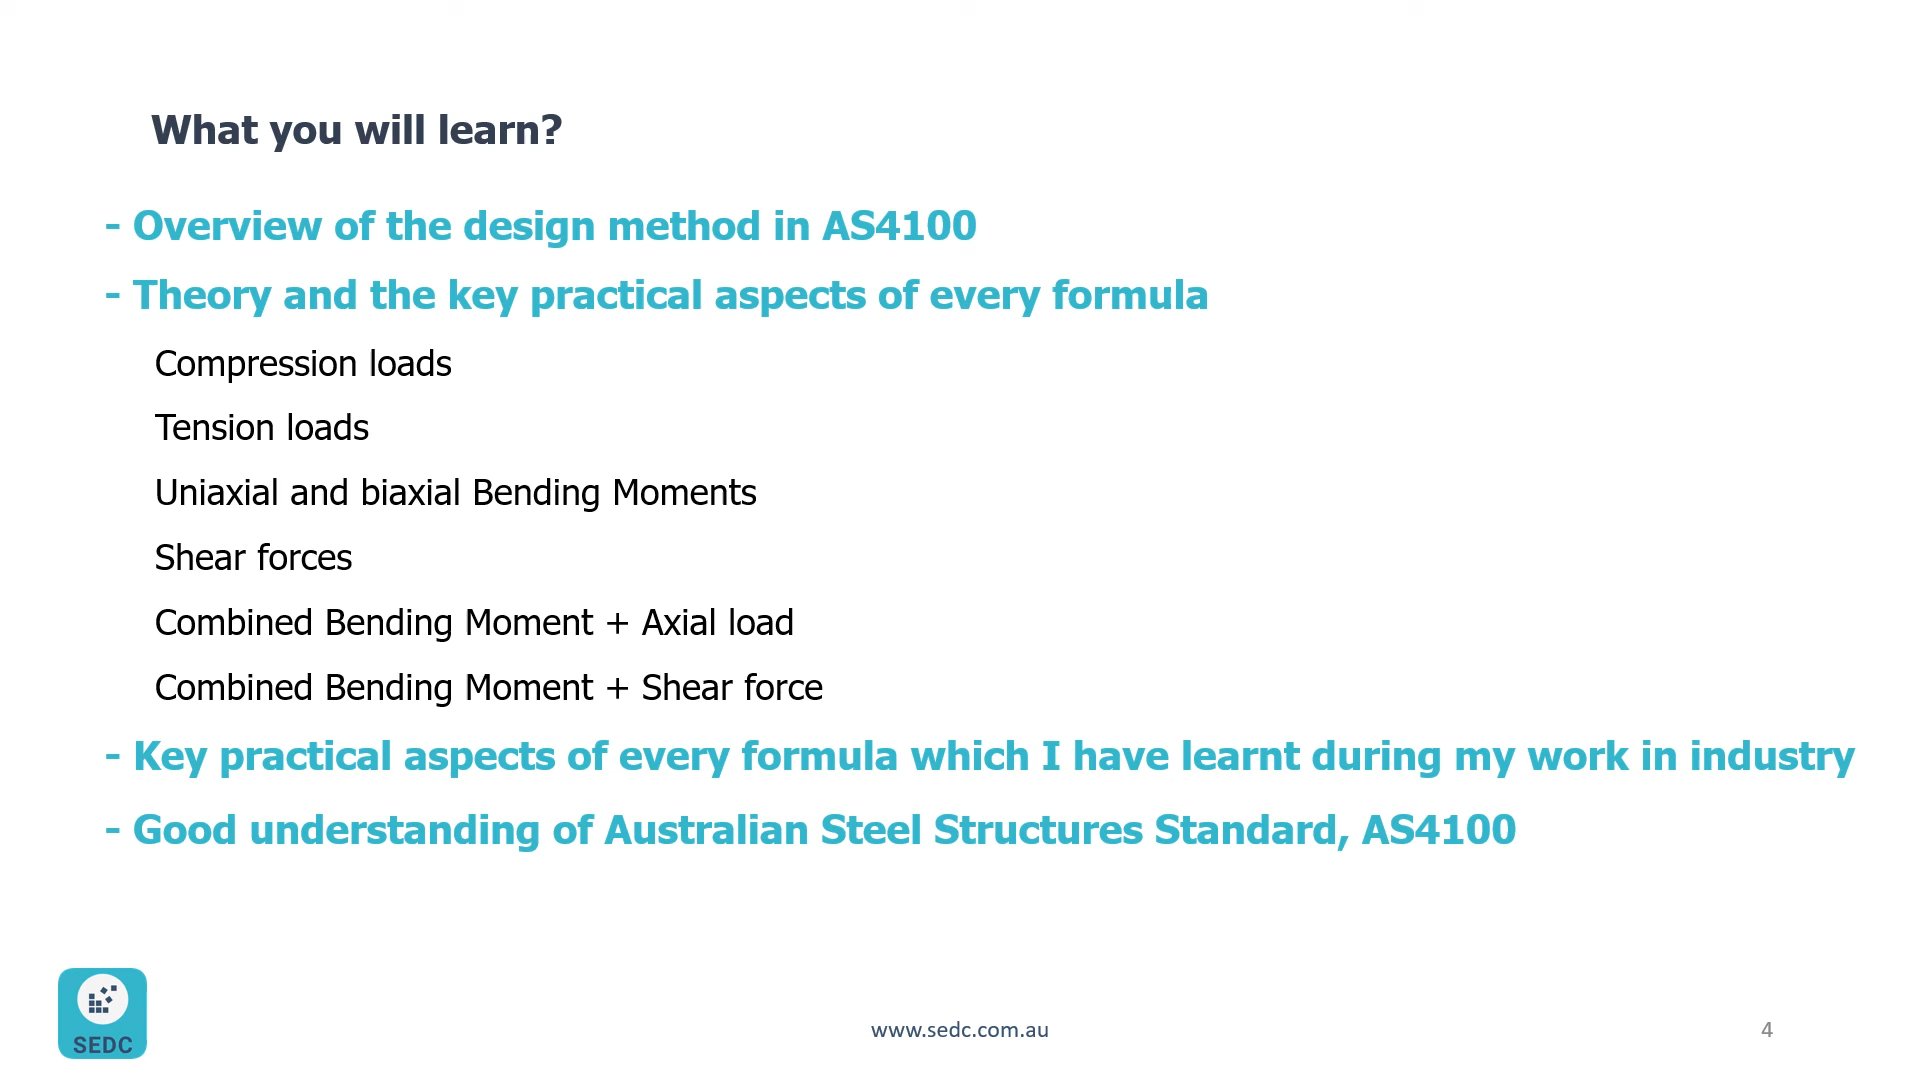 What you will learn?
- Overview of the design method in AS4100
- Theory and the key practical aspects of every formula
Compression loads
Tension loads
Uniaxial and biaxial Bending Moments
Shear forces
Combined Bending Moment + Axial load
Combined Bending Moment + Shear force
- Key practical aspects of every formula which I have learnt during my work in industry
- Good understanding of Australian Steel Structures Standard, AS4100
SEDC
www.sedc.com.au
4